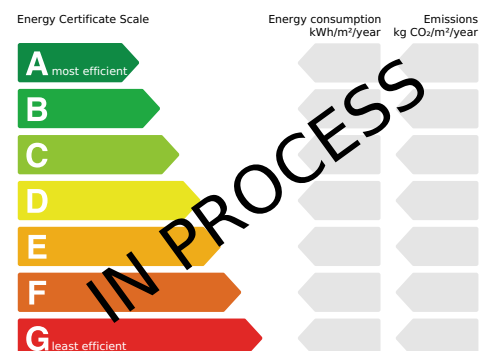 Energy Certificate Scale
Energy consumption
kWh/m²/year
Emissions
kg CO₂/m²/year
A most efficient
B
C
D
E
F
G least efficient
IN PROCESS